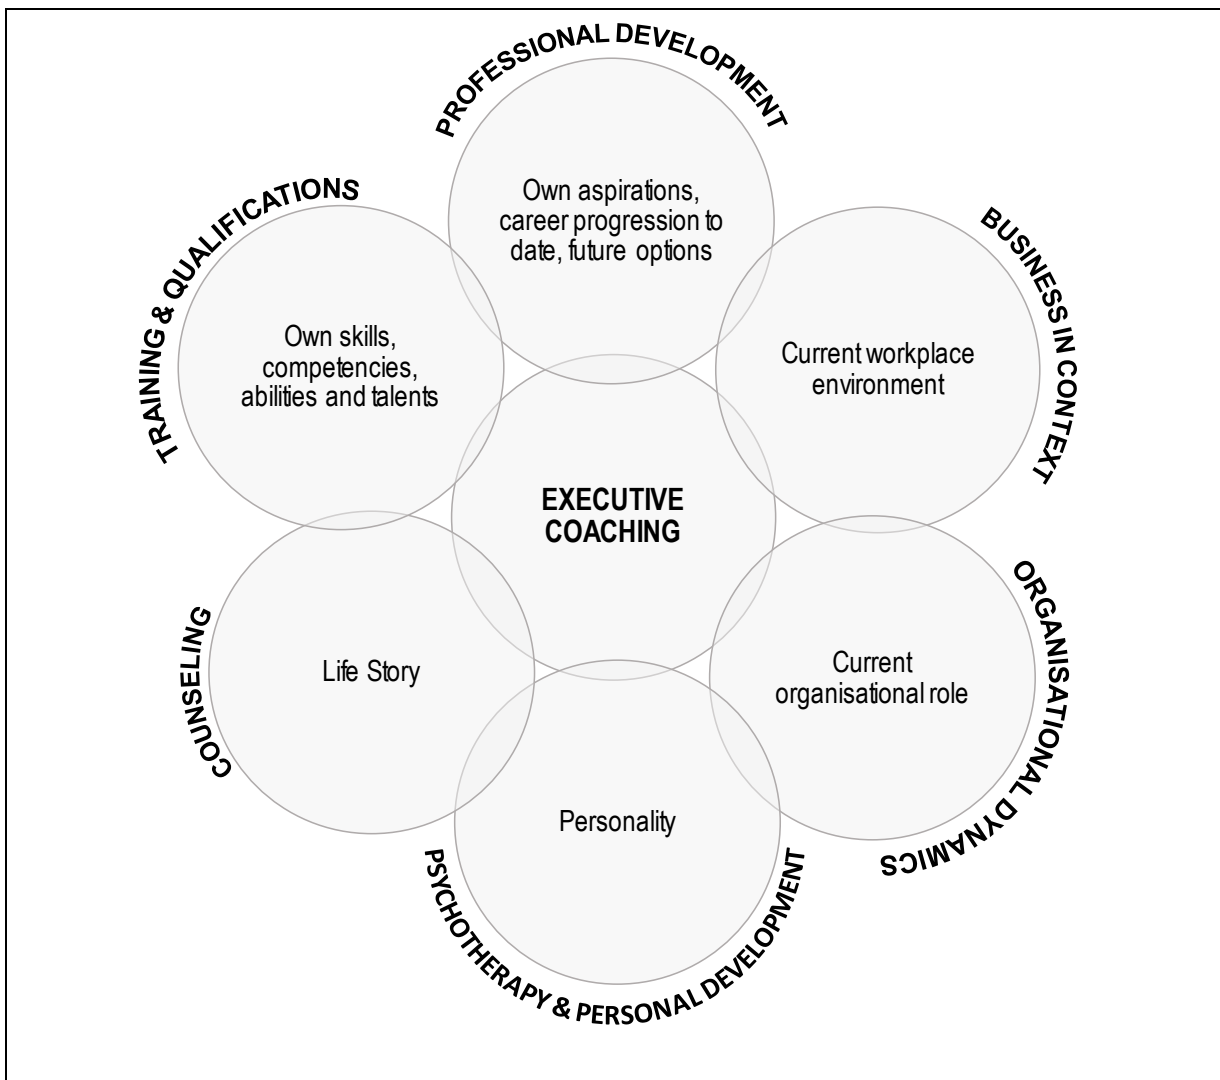 PROFESSIONAL DEVELOPMENT
Own aspirations,
career progression to
date, future options
TRAINING & QUALIFICATIONS
Own skills,
competencies,
abilities and talents
BUSINESS IN CONTEXT
Current workplace
environment
EXECUTIVE
COACHING
COUNSELING
Life Story
ORGANISATIONAL DYNAMICS
Current
organisational role
Personality
PSYCHOTHERAPY & PERSONAL DEVELOPMENT